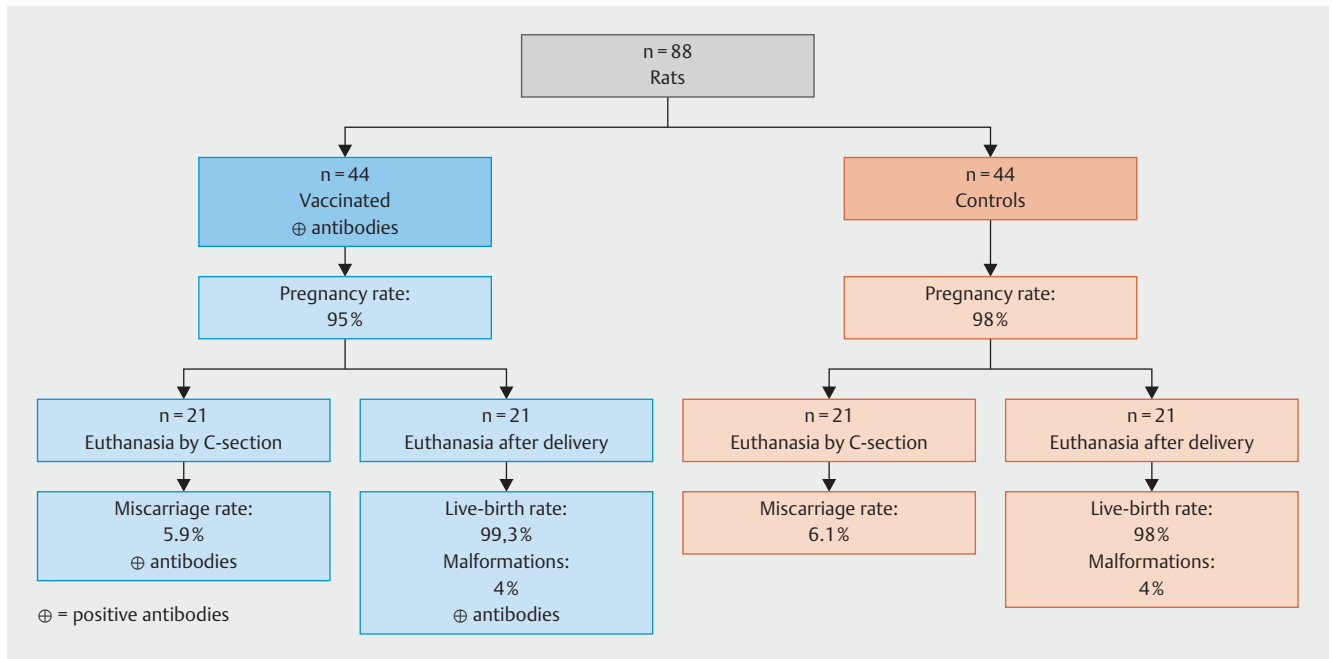 n = 88
Rats
n = 44
Vaccinated
⊕ antibodies
n = 44
Controls
Pregnancy rate:
95 %
Pregnancy rate:
98 %
n = 21
Euthanasia by C-section
n = 21
Euthanasia after delivery
n = 21
Euthanasia by C-section
n = 21
Euthanasia after delivery
Miscarriage rate:
5.9 %
⊕ antibodies
Live-birth rate:
99,3 %
Malformations:
4 %
⊕ antibodies
Miscarriage rate:
6.1 %
Live-birth rate:
98 %
Malformations:
4 %
⊕ = positive antibodies